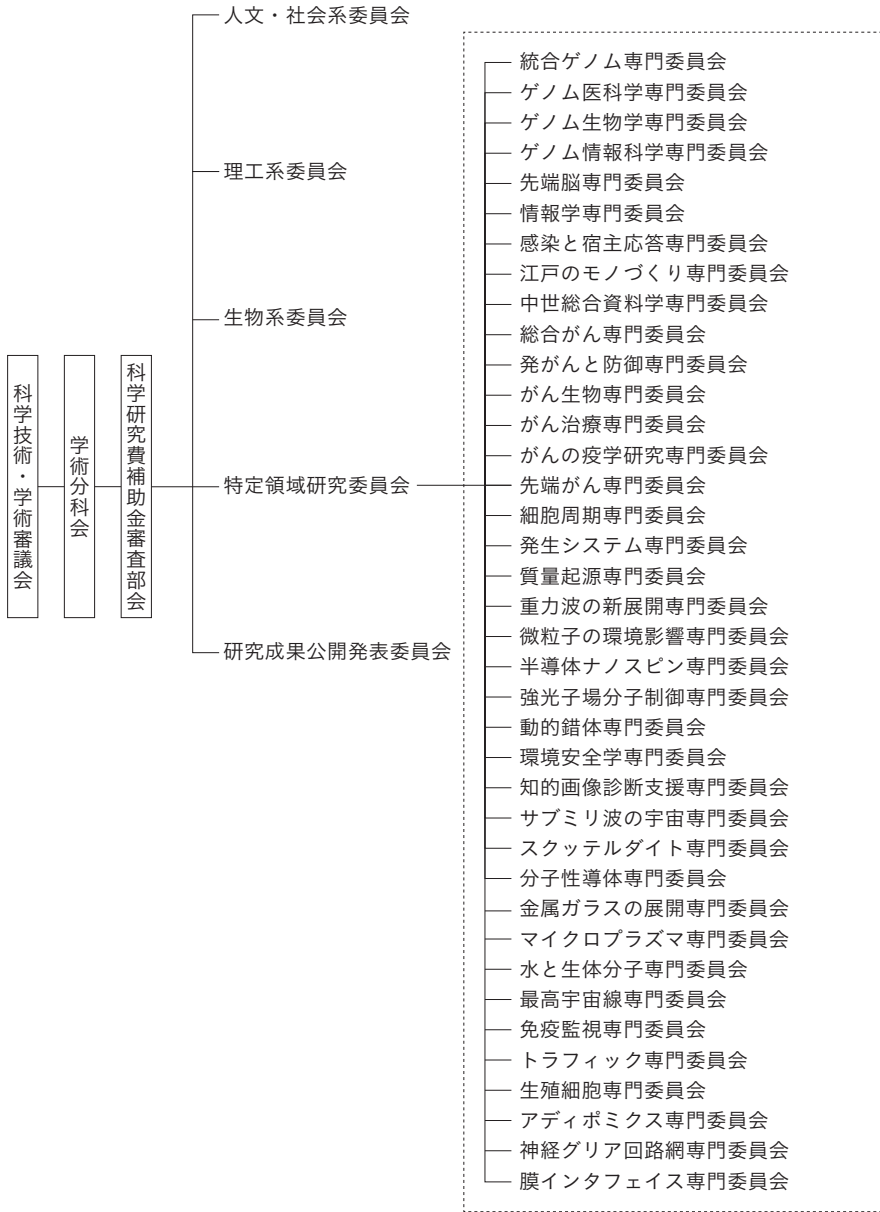 科学技術・学術審議会
学術分科会
科学研究費補助金審査部会
人文・社会系委員会
理工系委員会
生物系委員会
特定領域研究委員会
研究成果公開発表委員会
統合ゲノム専門委員会
ゲノム医科学専門委員会
ゲノム生物学専門委員会
ゲノム情報科学専門委員会
先端脳専門委員会
情報学専門委員会
感染と宿主応答専門委員会
江戸のモノづくり専門委員会
中世総合資料学専門委員会
総合がん専門委員会
発がんと防御専門委員会
がん生物専門委員会
がん治療専門委員会
がんの疫学研究専門委員会
先端がん専門委員会
細胞周期専門委員会
発生システム専門委員会
質量起源専門委員会
重力波の新展開専門委員会
微粒子の環境影響専門委員会
半導体ナノスピン専門委員会
強光子場分子制御専門委員会
動的錯体専門委員会
環境安全学専門委員会
知的画像診断支援専門委員会
サブミリ波の宇宙専門委員会
スクッテルダイト専門委員会
分子性導体専門委員会
金属ガラスの展開専門委員会
マイクロプラズマ専門委員会
水と生体分子専門委員会
最高宇宙線専門委員会
免疫監視専門委員会
トラフィック専門委員会
生殖細胞専門委員会
アディポミクス専門委員会
神経グリア回路網専門委員会
膜インタフェイス専門委員会